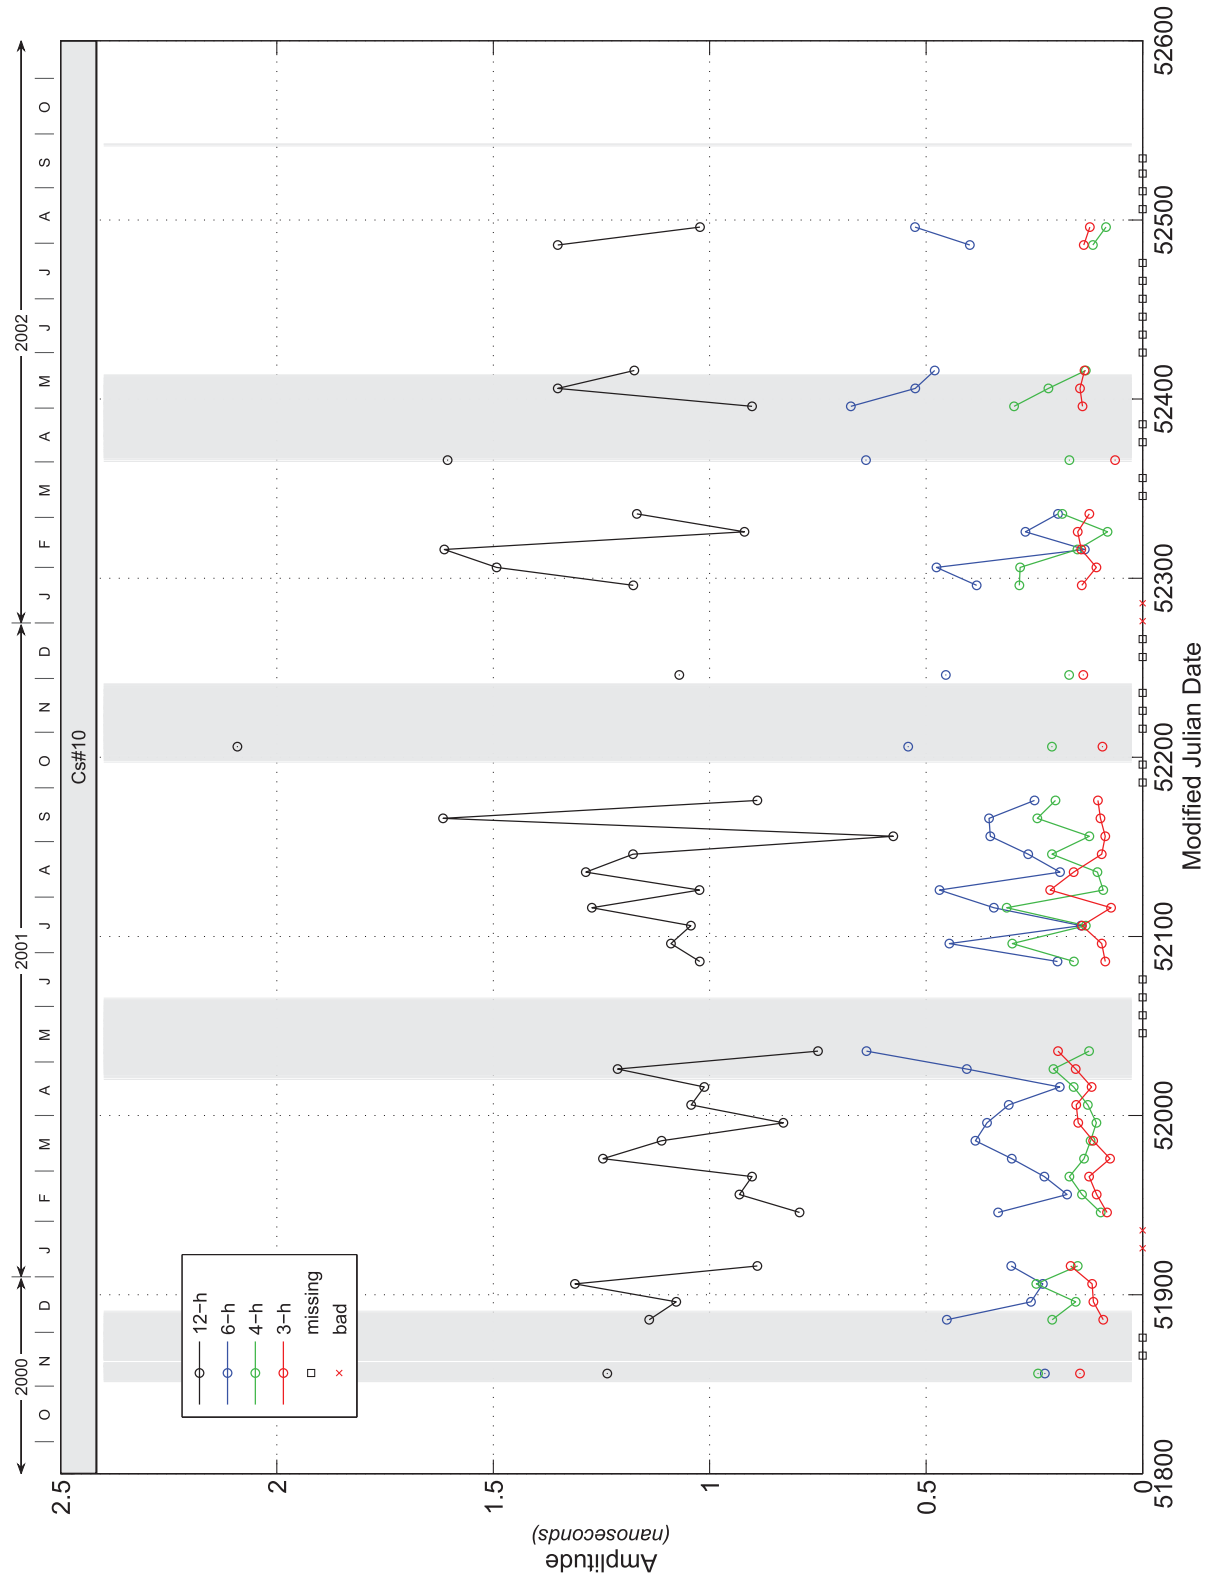 2000 2001 2002
| O | N | D | J | F | M | A | M | J | J | A | S | O | N | D | J | F | M | A | M | J | J | A | S | O |
Cs#10
2.5
2
1.5
1
0.5
0
Amplitude
(nanoseconds)
12−h
6−h
4−h
3−h
missing
bad
51800 51900 52000 52100 52200 52300 52400 52500 52600
Modified Julian Date